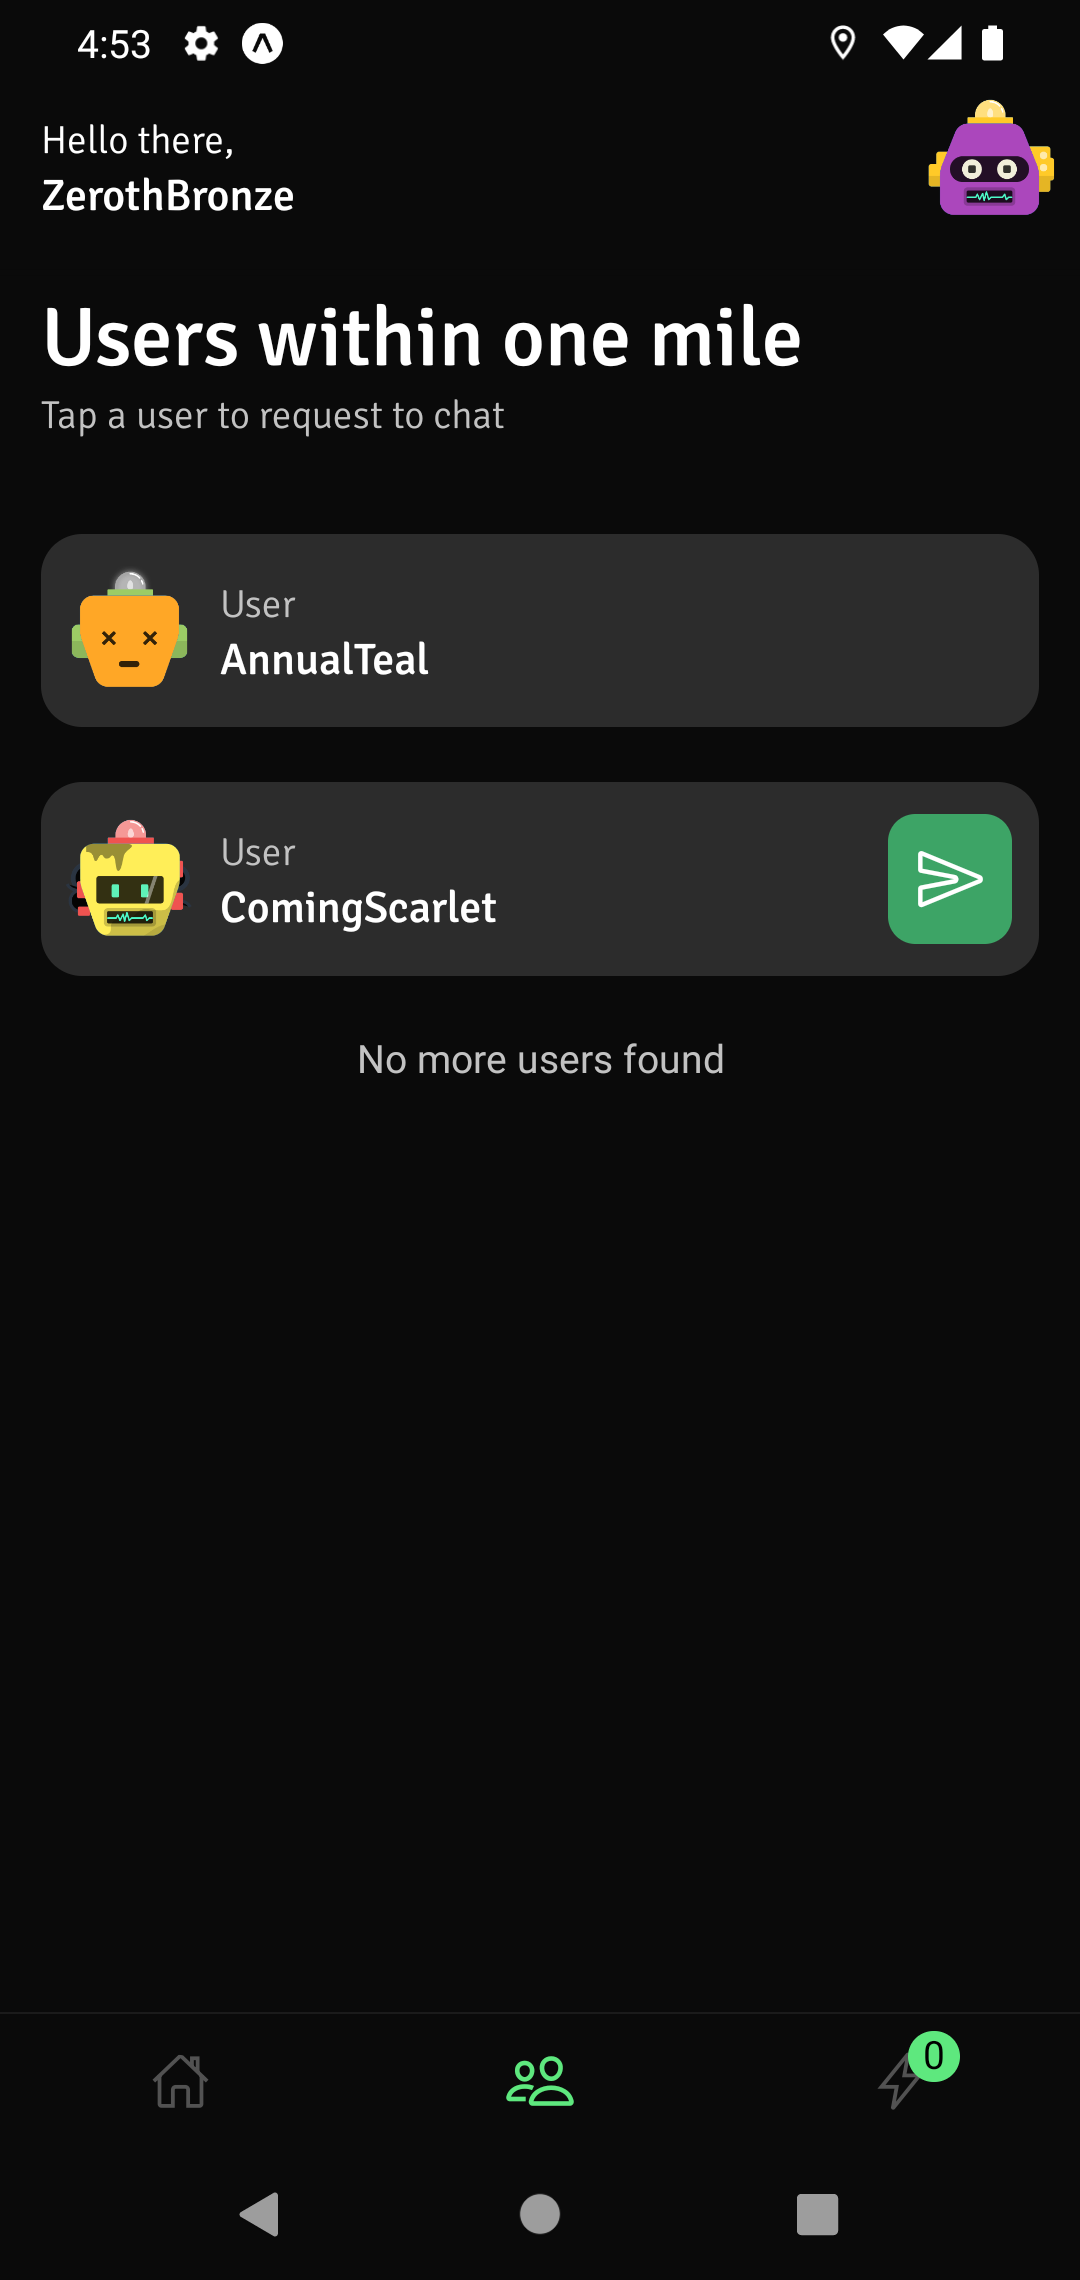 4:53
Hello there,
ZerothBronze
Users within one mile
Tap a user to request to chat
User
AnnualTeal
User
ComingScarlet
No more users found
0